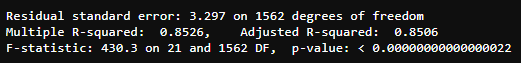 Residual standard error: 3.297 on 1562 degrees of freedom
Multiple R-squared:  0.8526,    Adjusted R-squared:  0.8506
F-statistic: 430.3 on 21 and 1562 DF,  p-value: < 0.00000000000000022